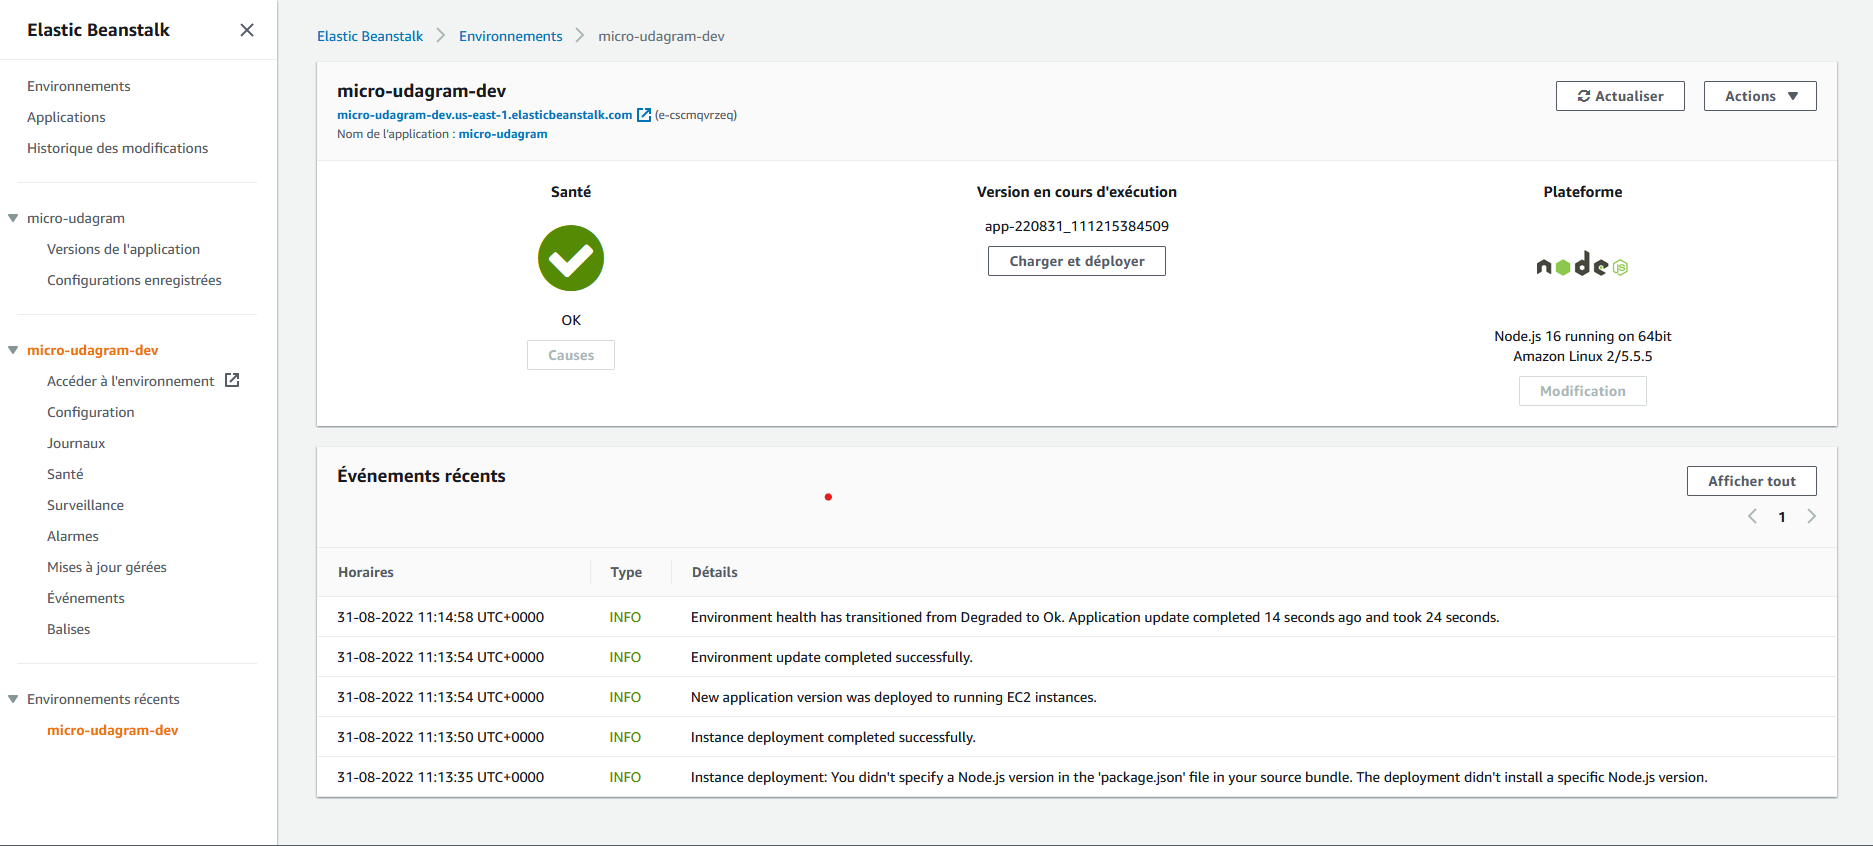 Elastic Beanstalk
Environnements
Applications
Historique des modifications
micro-udagram
Versions de l'application
Configurations enregistrées
micro-udagram-dev
Accéder à l'environnement
Configuration
Journaux
Santé
Surveillance
Alarmes
Mises à jour gérées
Événements
Balises
Environnements récents
micro-udagram-dev
Elastic Beanstalk Environnements micro-udagram-dev
micro-udagram-dev
Actualiser Actions
micro-udagram-dev.us-east-1.elasticbeanstalk.com (e-cscmqvrzeq)
Nom de l'application : micro-udagram
Santé
OK
Causes
Version en cours d'exécution
app-220831_111215384509
Charger et déployer
Plateforme
node JS
Node.js 16 running on 64bit
Amazon Linux 2/5.5.5
Modification
Événements récents
Afficher tout
1
Horaires Type Détails
31-08-2022 11:14:58 UTC+0000 INFO Environment health has transitioned from Degraded to Ok. Application update completed 14 seconds ago and took 24 seconds.
31-08-2022 11:13:54 UTC+0000 INFO Environment update completed successfully.
31-08-2022 11:13:54 UTC+0000 INFO New application version was deployed to running EC2 instances.
31-08-2022 11:13:50 UTC+0000 INFO Instance deployment completed successfully.
31-08-2022 11:13:35 UTC+0000 INFO Instance deployment: You didn't specify a Node.js version in the 'package.json' file in your source bundle. The deployment didn't install a specific Node.js version.